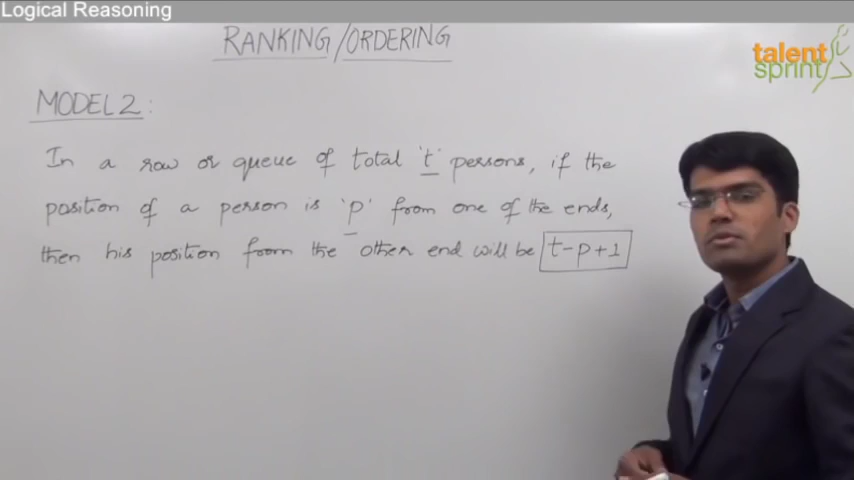 Logical Reasoning
RANKING/ORDERING
talent
sprint
MODEL 2:
In a row or queue of total 't' persons, if the
position of a person is 'p' from one of the ends,
then his position from the other end will be t-p+1